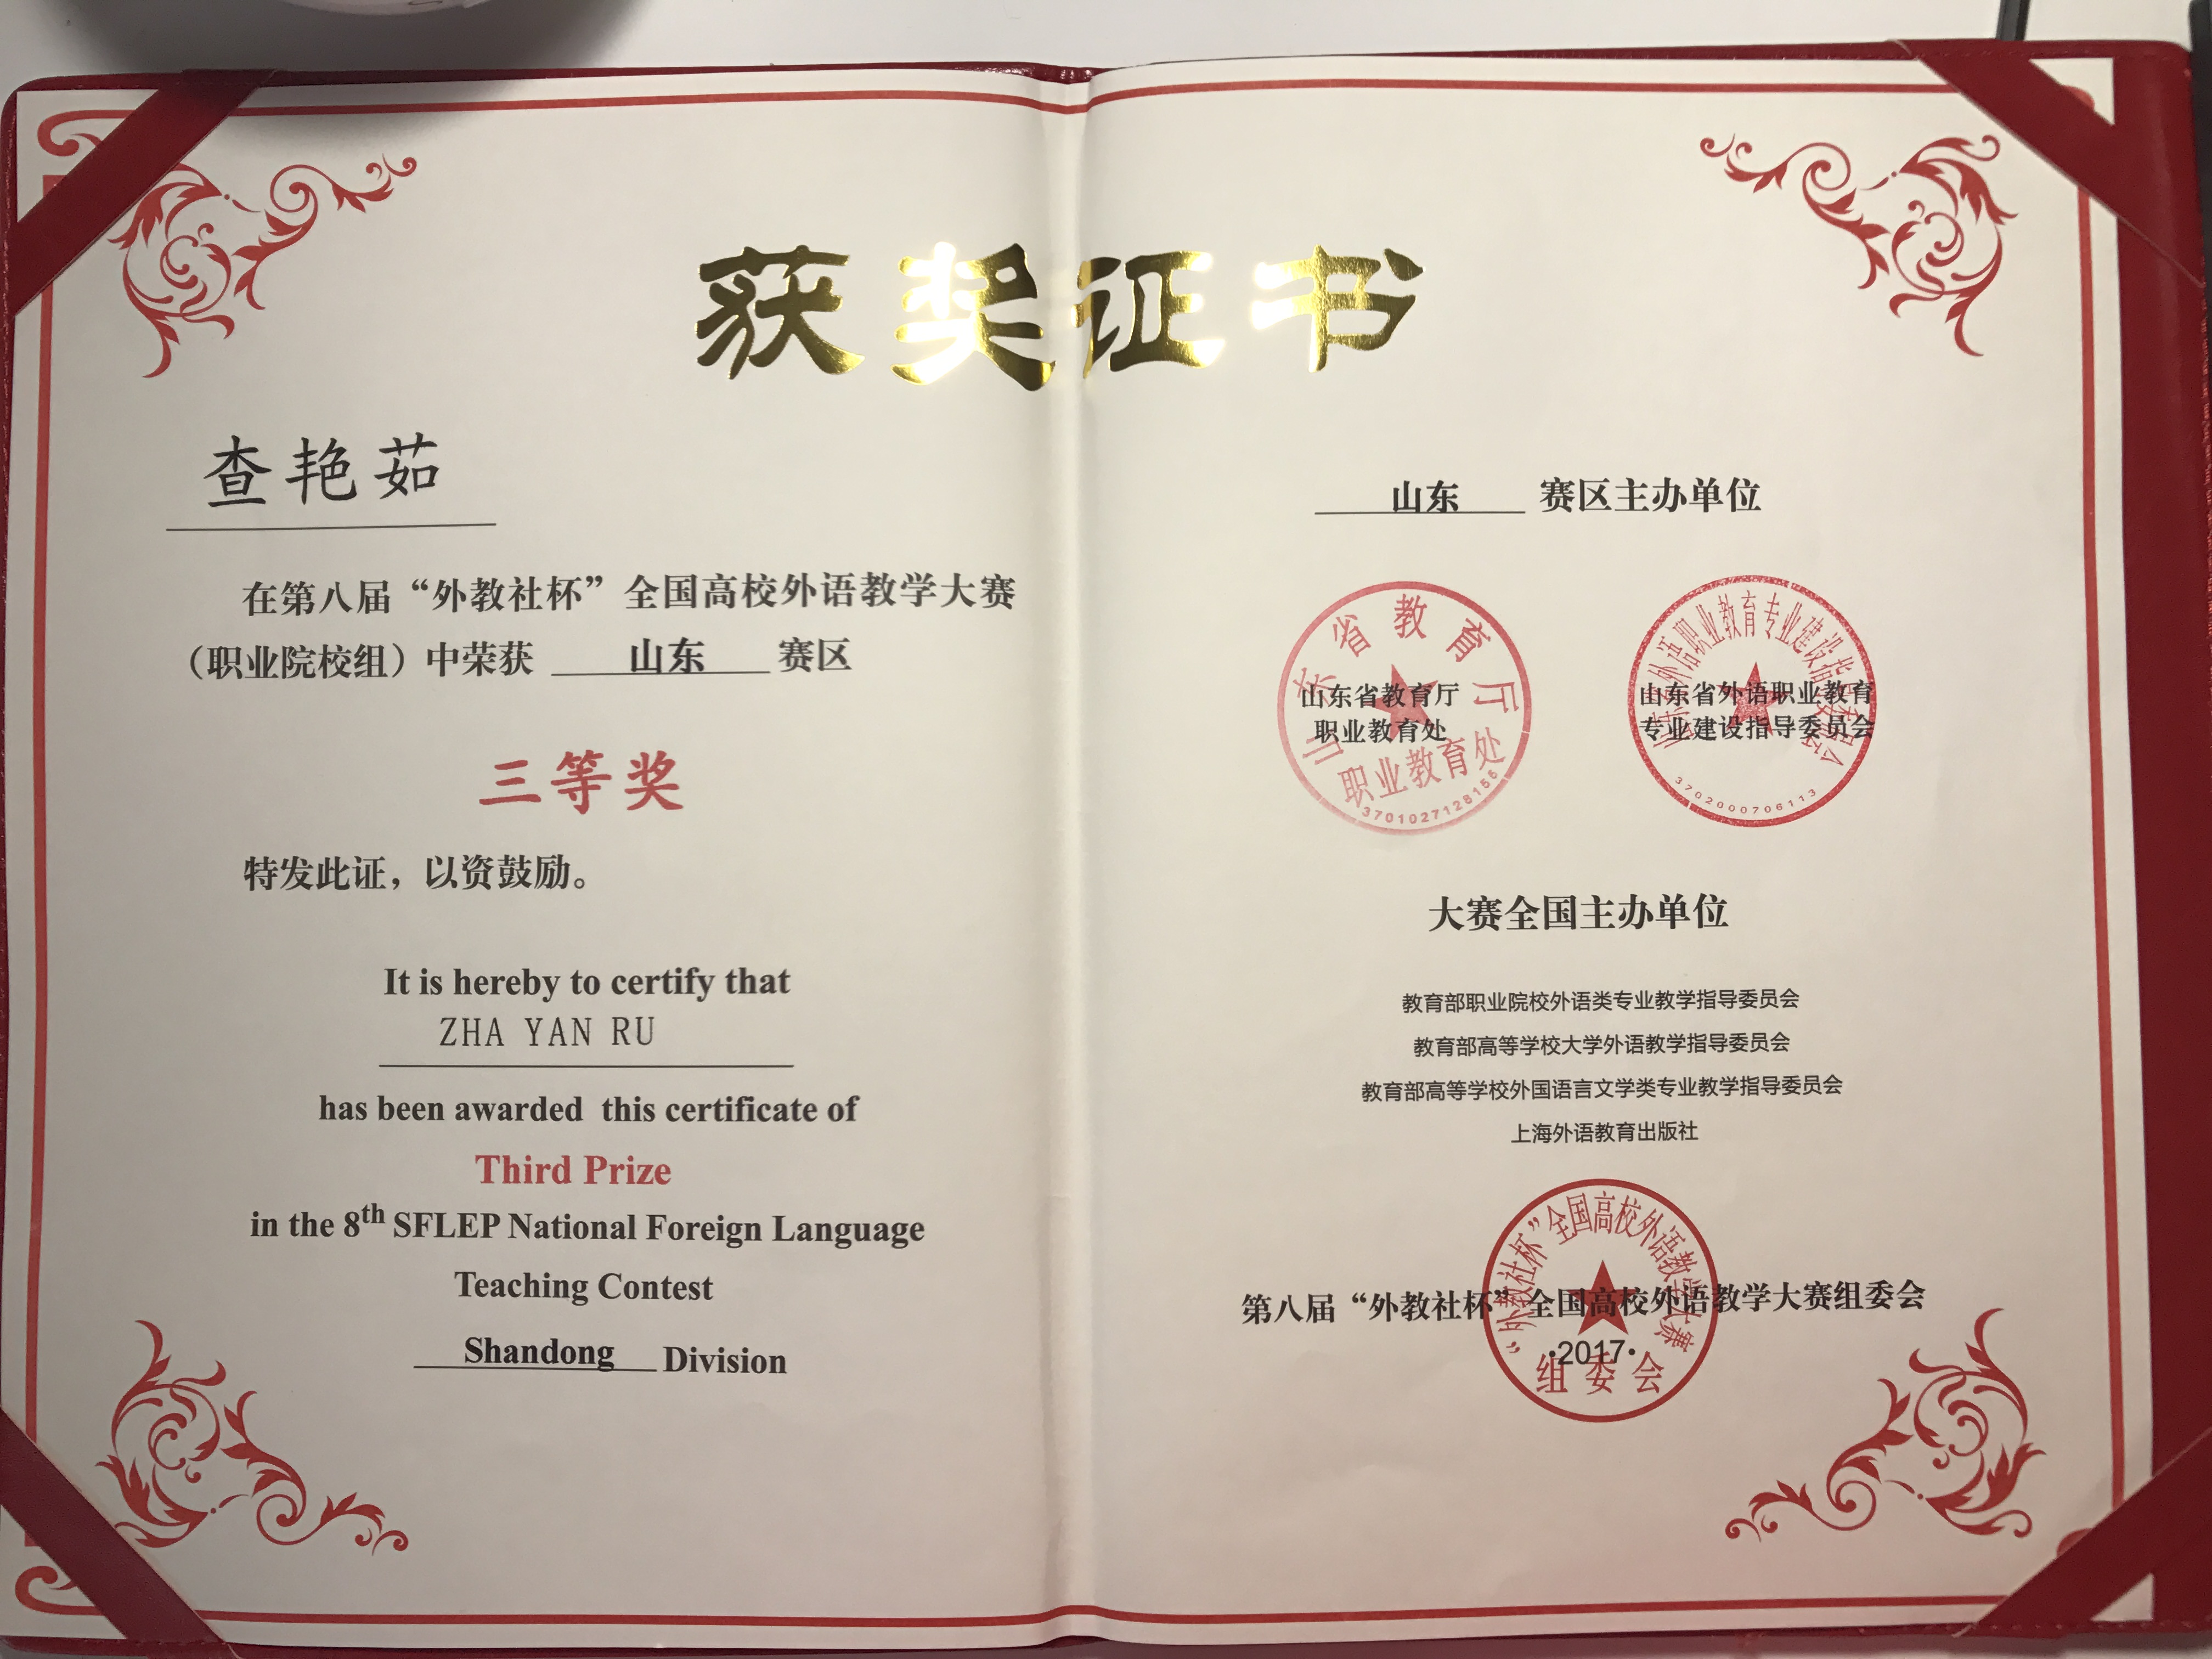 获奖证书
查艳茹
在第八届“外教社杯”全国高校外语教学大赛
（职业院校组）中荣获 山东 赛区
三等奖
特发此证，以资鼓励。
It is hereby to certify that
ZHA YAN RU
has been awarded this certificate of
Third Prize
in the 8th SFLEP National Foreign Language
Teaching Contest
Shandong Division
山东 赛区主办单位
山东省教育厅
职业教育处
山东省教育厅
职业教育处
3701027128156
山东省外语职业教育
专业建设指导委员会
山东省外语职业教育专业建设指导委员会
3702000706113
大赛全国主办单位
教育部职业院校外语类专业教学指导委员会
教育部高等学校大学外语教学指导委员会
教育部高等学校外国语言文学类专业教学指导委员会
上海外语教育出版社
第八届“外教社杯”全国高校外语教学大赛组委会
·2017·
“外教社杯”全国高校外语教学大赛
组委会